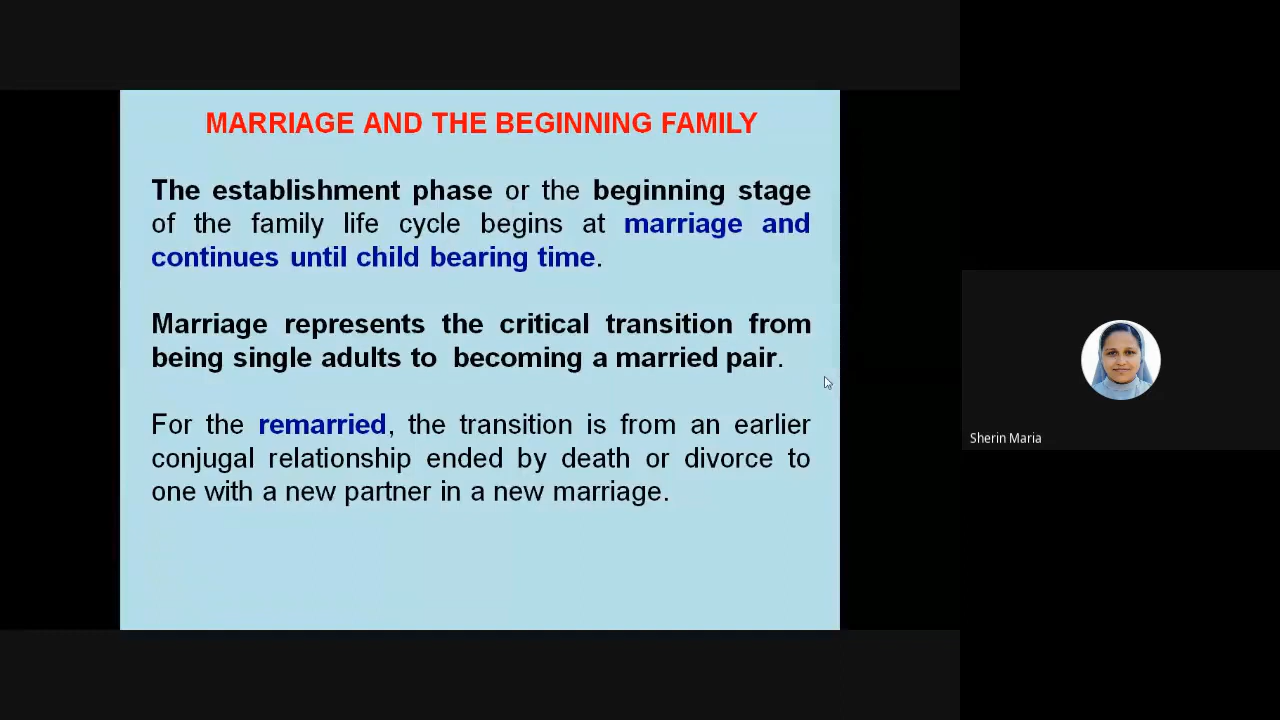 MARRIAGE AND THE BEGINNING FAMILY
The establishment phase or the beginning stage
of the family life cycle begins at marriage and
continues until child bearing time.
Marriage represents the critical transition from
being single adults to becoming a married pair.
For the remarried, the transition is from an earlier
conjugal relationship ended by death or divorce to
one with a new partner in a new marriage.
Sherin Maria